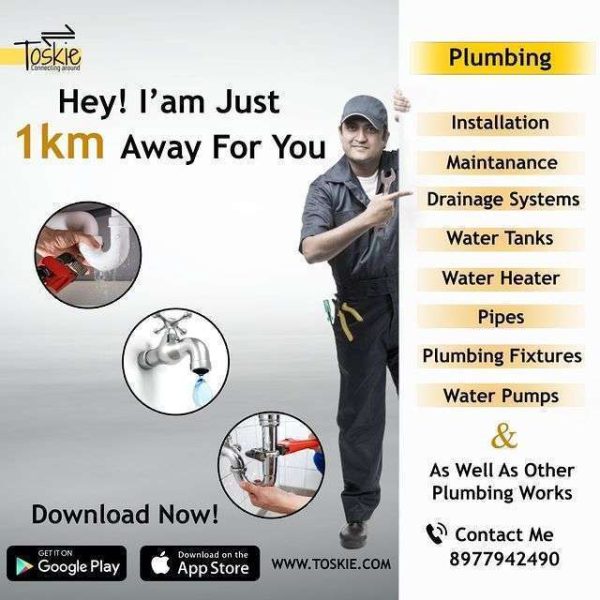 Toskie
Connecting around
Hey! I'am Just
1km Away For You
Plumbing
Installation
Maintanance
Drainage Systems
Water Tanks
Water Heater
Pipes
Plumbing Fixtures
Water Pumps
&
As Well As Other
Plumbing Works
Contact Me
8977942490
Download Now!
GET IT ON
Google Play
Download on the
App Store
WWW.TOSKIE.COM